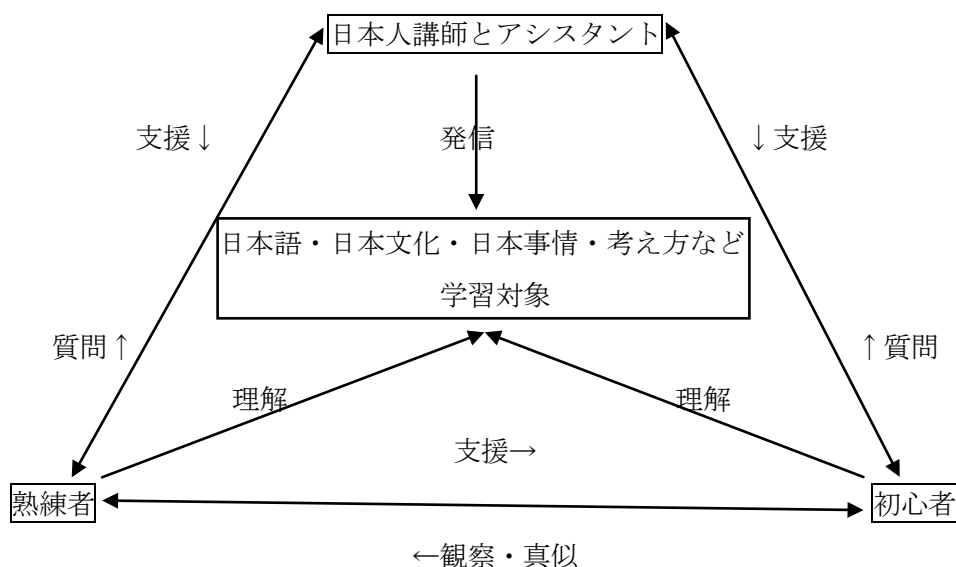 日本人講師とアシスタント
支援↓
発信
↓支援
日本語・日本文化・日本事情・考え方など
学習対象
質問↑
↑質問
理解
理解
支援→
熟練者
初心者
←観察・真似